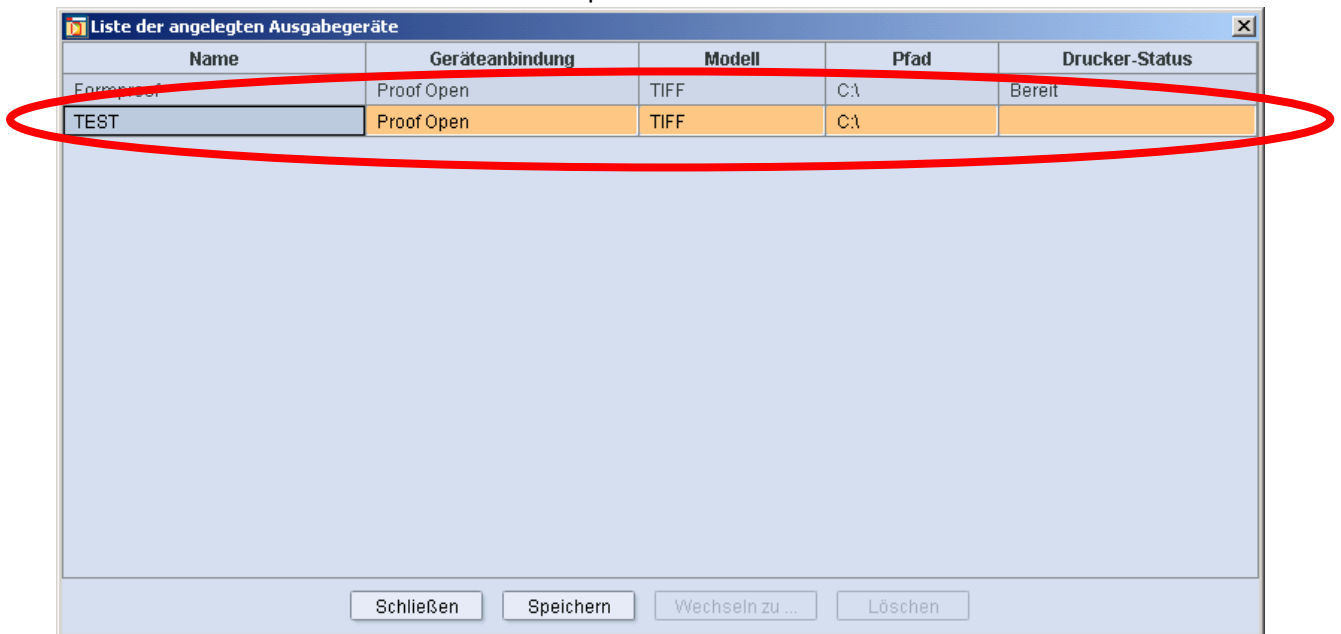 Liste der angelegten Ausgabegeräte
Name Geräteanbindung Modell Pfad Drucker-Status
Formproof Proof Open TIFF C:\ Bereit
TEST Proof Open TIFF C:\
Schließen Speichern Wechseln zu ... Löschen